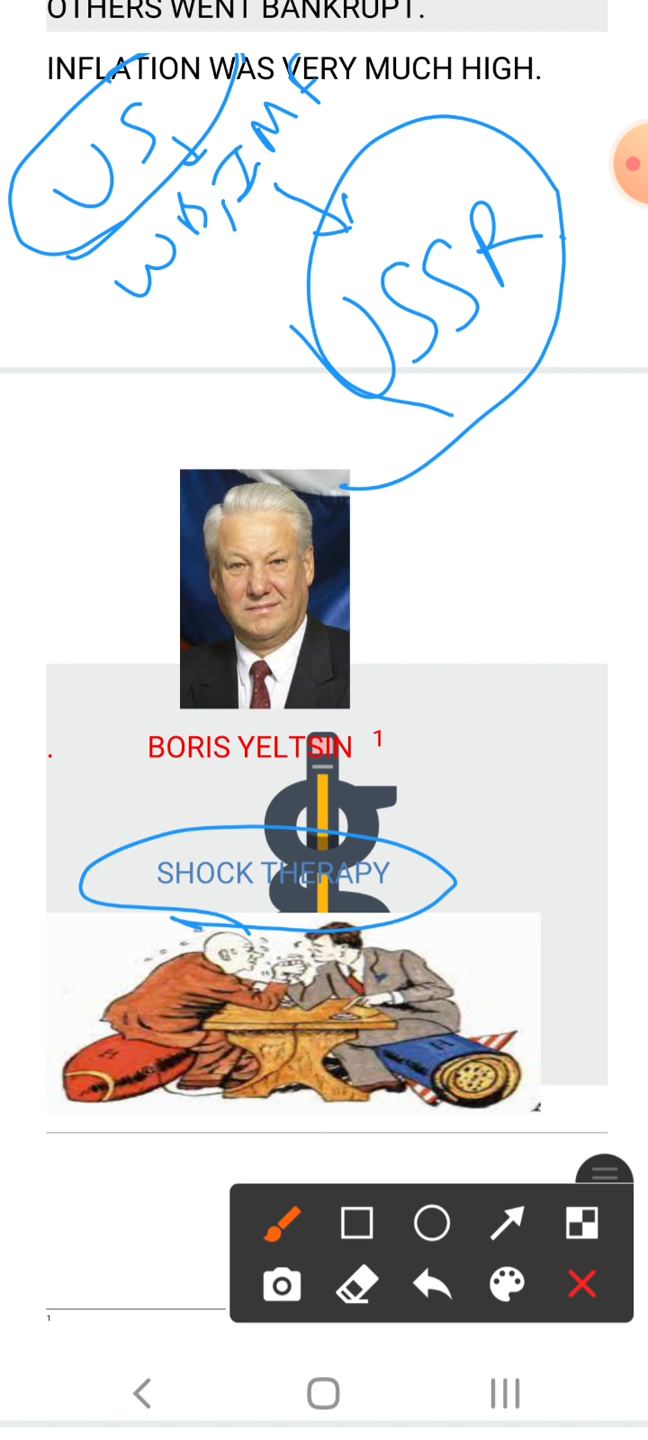 OTHERS WENT BANKRUPT.
INFLATION WAS VERY MUCH HIGH.
US
WB, IMF
USSR
. BORIS YELTSIN 1
SHOCK THERAPY
H H
1